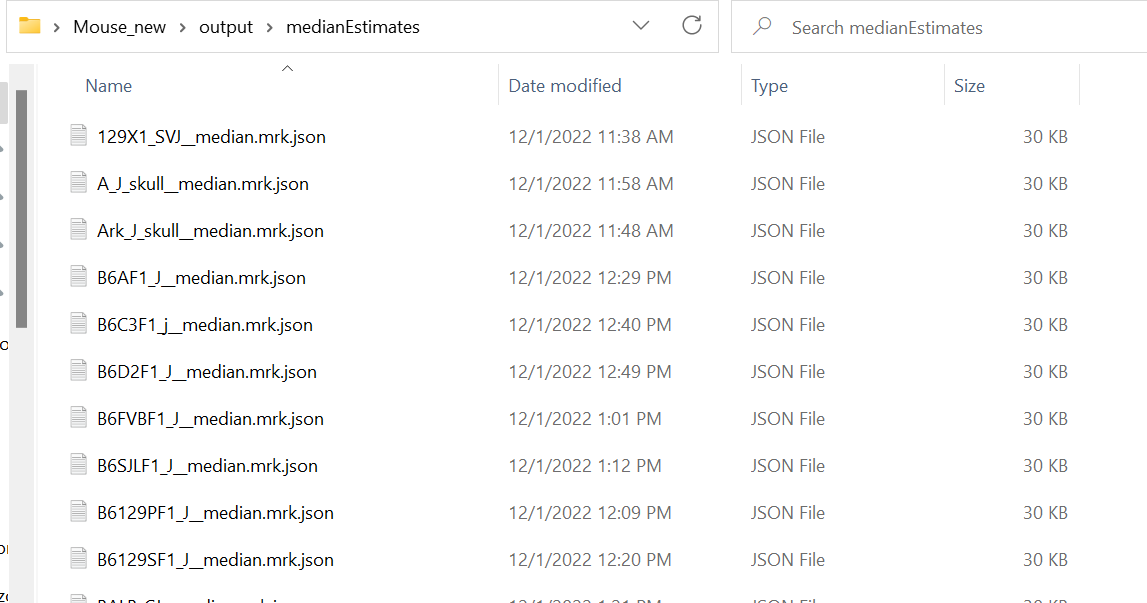 Mouse_new > output > medianEstimates
Search medianEstimates
Name Date modified Type Size
129X1_SVJ__median.mrk.json 12/1/2022 11:38 AM JSON File 30 KB
A_J_skull__median.mrk.json 12/1/2022 11:58 AM JSON File 30 KB
Ark_J_skull__median.mrk.json 12/1/2022 11:48 AM JSON File 30 KB
B6AF1_J__median.mrk.json 12/1/2022 12:29 PM JSON File 30 KB
B6C3F1_j__median.mrk.json 12/1/2022 12:40 PM JSON File 30 KB
B6D2F1_J__median.mrk.json 12/1/2022 12:49 PM JSON File 30 KB
B6FVBF1_J__median.mrk.json 12/1/2022 1:01 PM JSON File 30 KB
B6SJLF1_J__median.mrk.json 12/1/2022 1:12 PM JSON File 30 KB
B6129PF1_J__median.mrk.json 12/1/2022 12:09 PM JSON File 30 KB
B6129SF1_J__median.mrk.json 12/1/2022 12:20 PM JSON File 30 KB